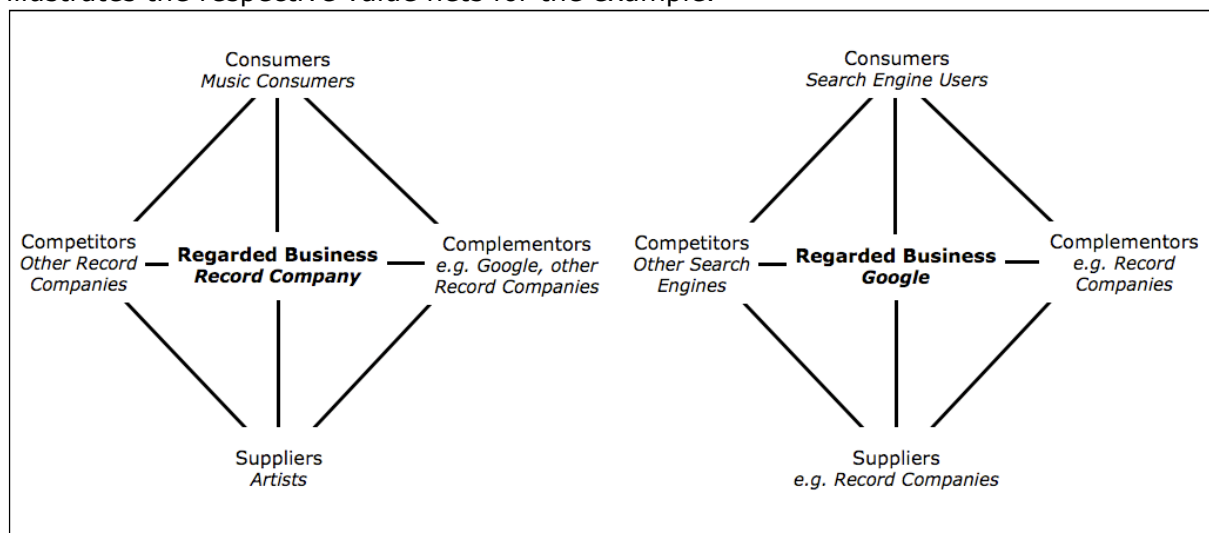 illustrates the respective value nets for the example.
Consumers
Music Consumers
Competitors
Other Record
Companies
Regarded Business
Record Company
Complementors
e.g. Google, other
Record Companies
Suppliers
Artists
Consumers
Search Engine Users
Competitors
Other Search
Engines
Regarded Business
Google
Complementors
e.g. Record
Companies
Suppliers
e.g. Record Companies